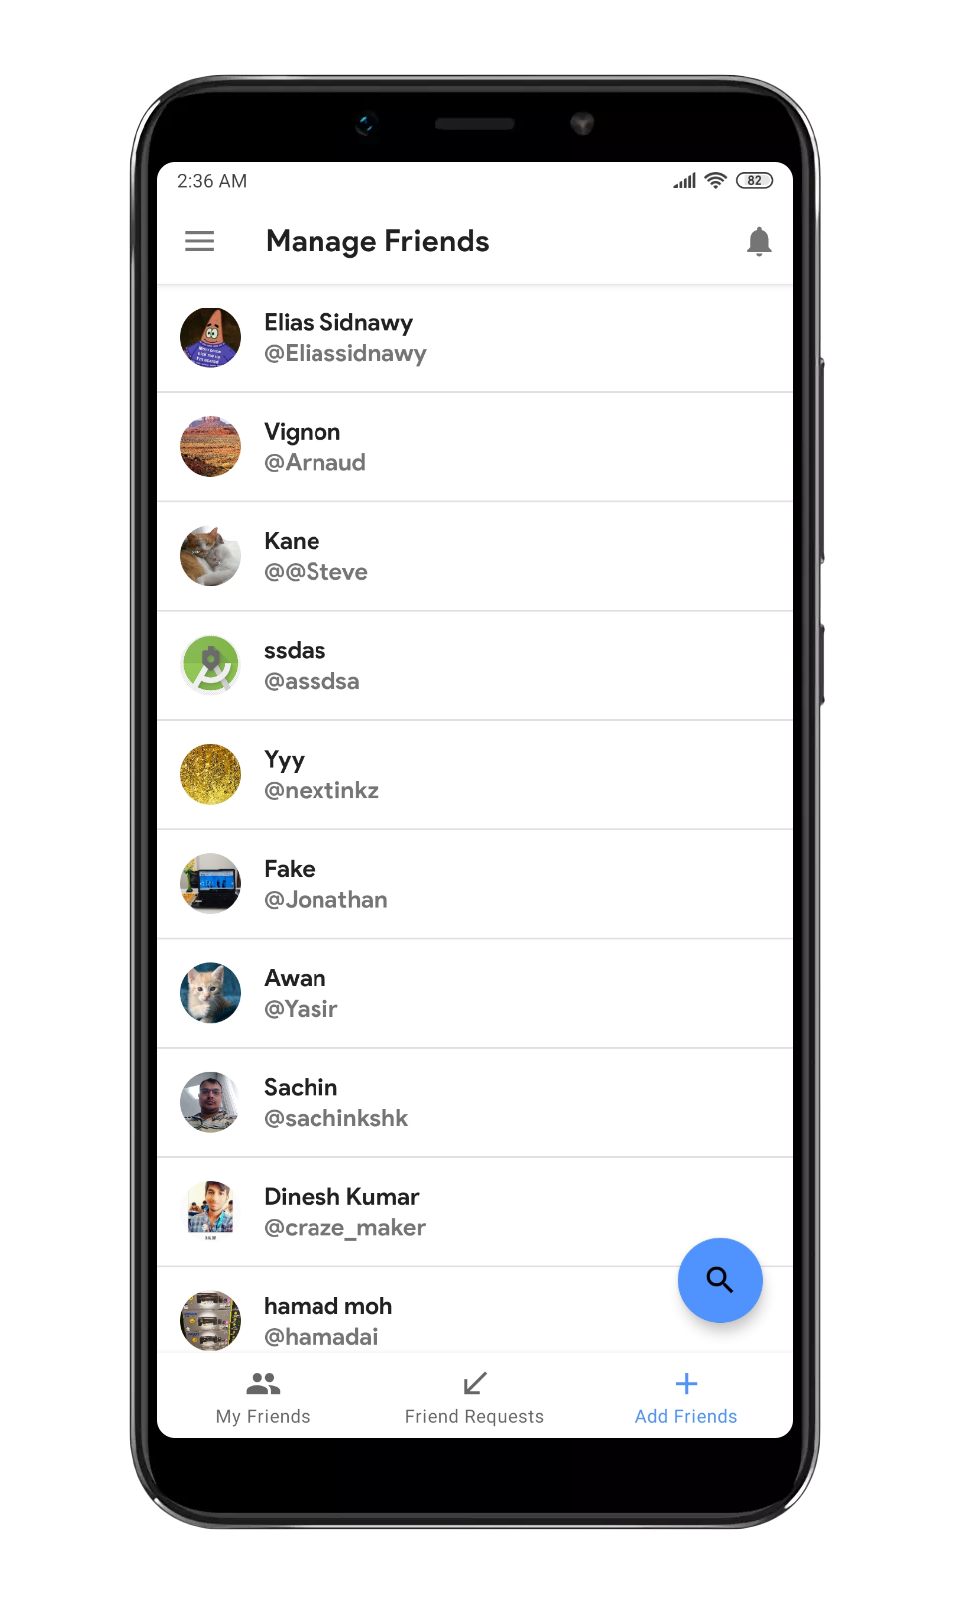 2:36 AM
82
Manage Friends
Elias Sidnawy
@Eliassidnawy
Vignon
@Arnaud
Kane
@@Steve
ssdas
@assdsa
Yyy
@nextinkz
Fake
@Jonathan
Awan
@Yasir
Sachin
@sachinkshk
Dinesh Kumar
@craze_maker
hamad moh
@hamadai
My Friends
Friend Requests
Add Friends